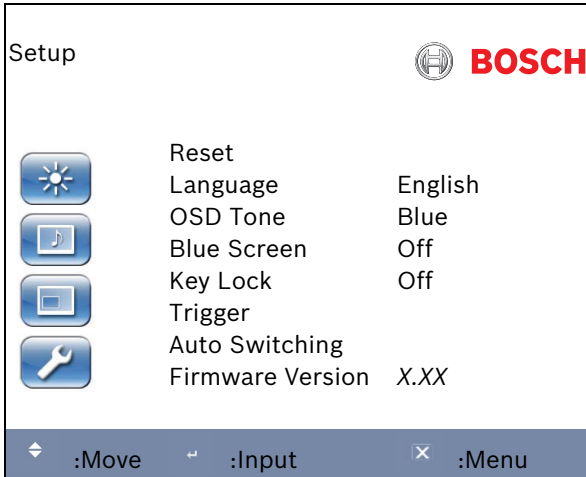 Setup
BOSCH
Reset
Language English
OSD Tone Blue
Blue Screen Off
Key Lock Off
Trigger
Auto Switching
Firmware Version X.XX
:Move :Input :Menu